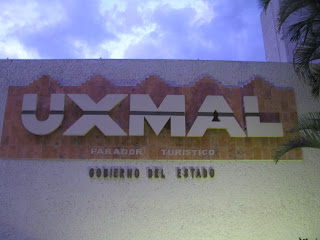 UXMAL
PARADOR TURISTICO
GOBIERNO DEL ESTADO